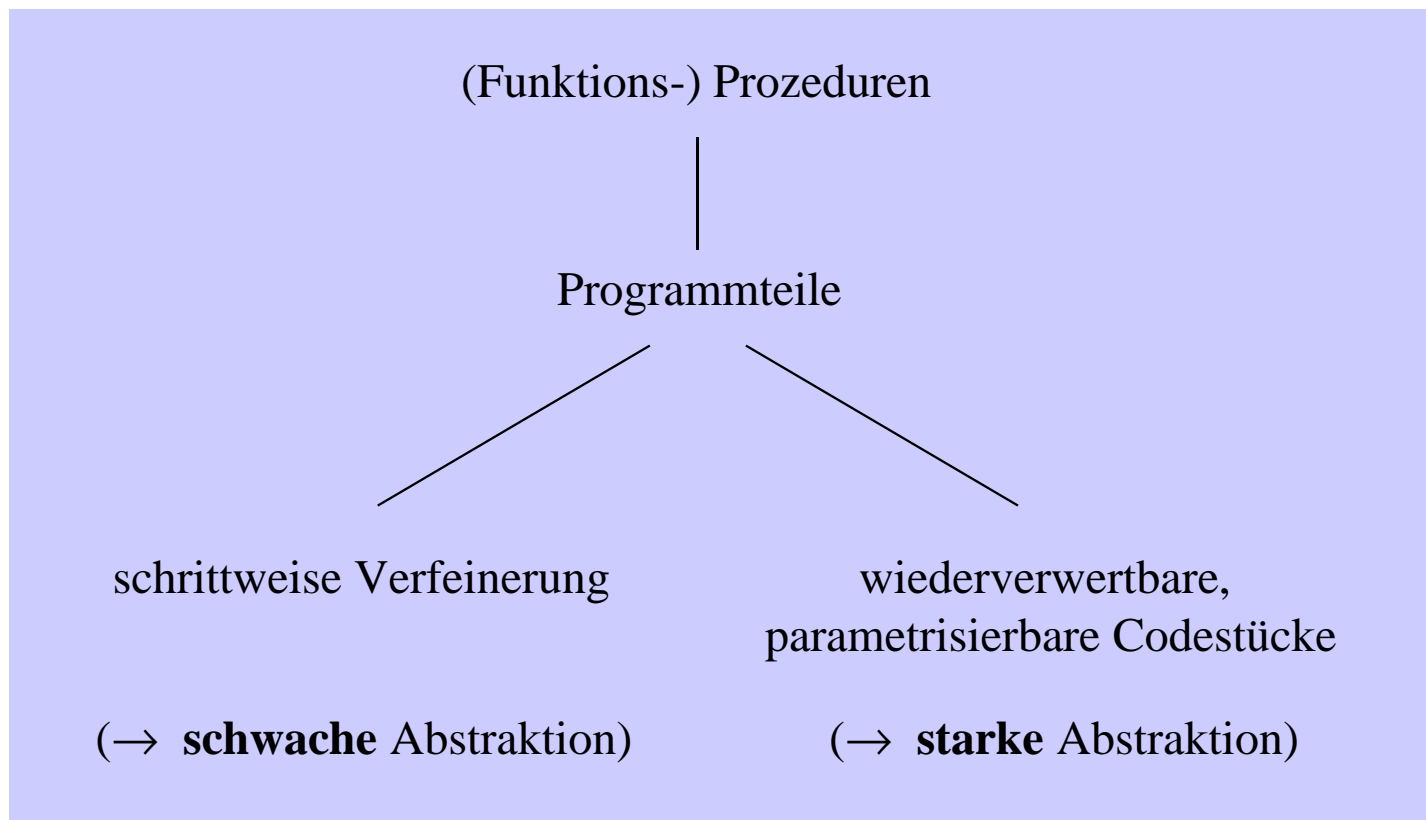 (Funktions-) Prozeduren
Programmteile
schrittweise Verfeinerung
(→ schwache Abstraktion)
wiederverwertbare,
parametrisierbare Codestücke
(→ starke Abstraktion)